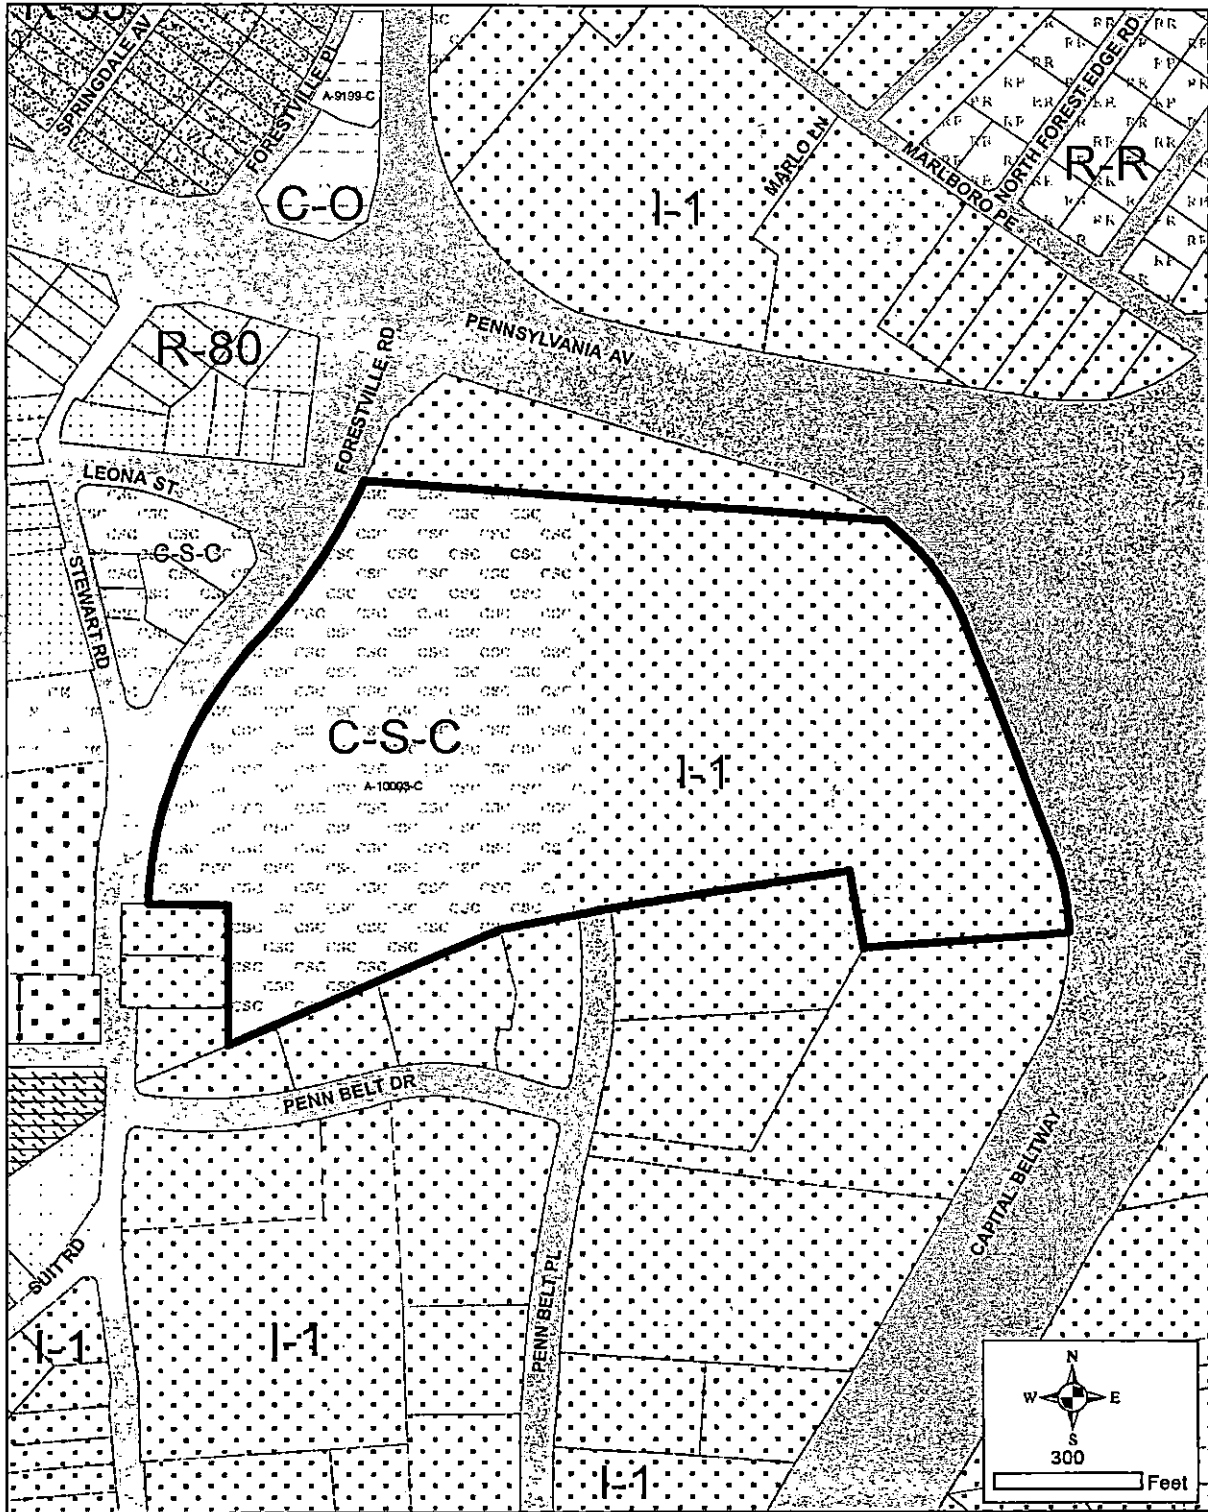 R-55
SPRINGDALE AV
FORESTVILLE PL
A-9199-C
C-O
I-1
MARLO LN
MARLBORO PE
NORTH FOREST EDGE RD
R-R
R-80
FORESTVILLE RD
PENNSYLVANIA AV
LEONA ST
C-S-C
STEWART RD
C-S-C
A-10003-C
I-1
PENN BELT DR
CAPITAL BELTWAY
SUIT RD
PENN BELT PL
I-1
I-1
I-1
N
W E
S
300
Feet